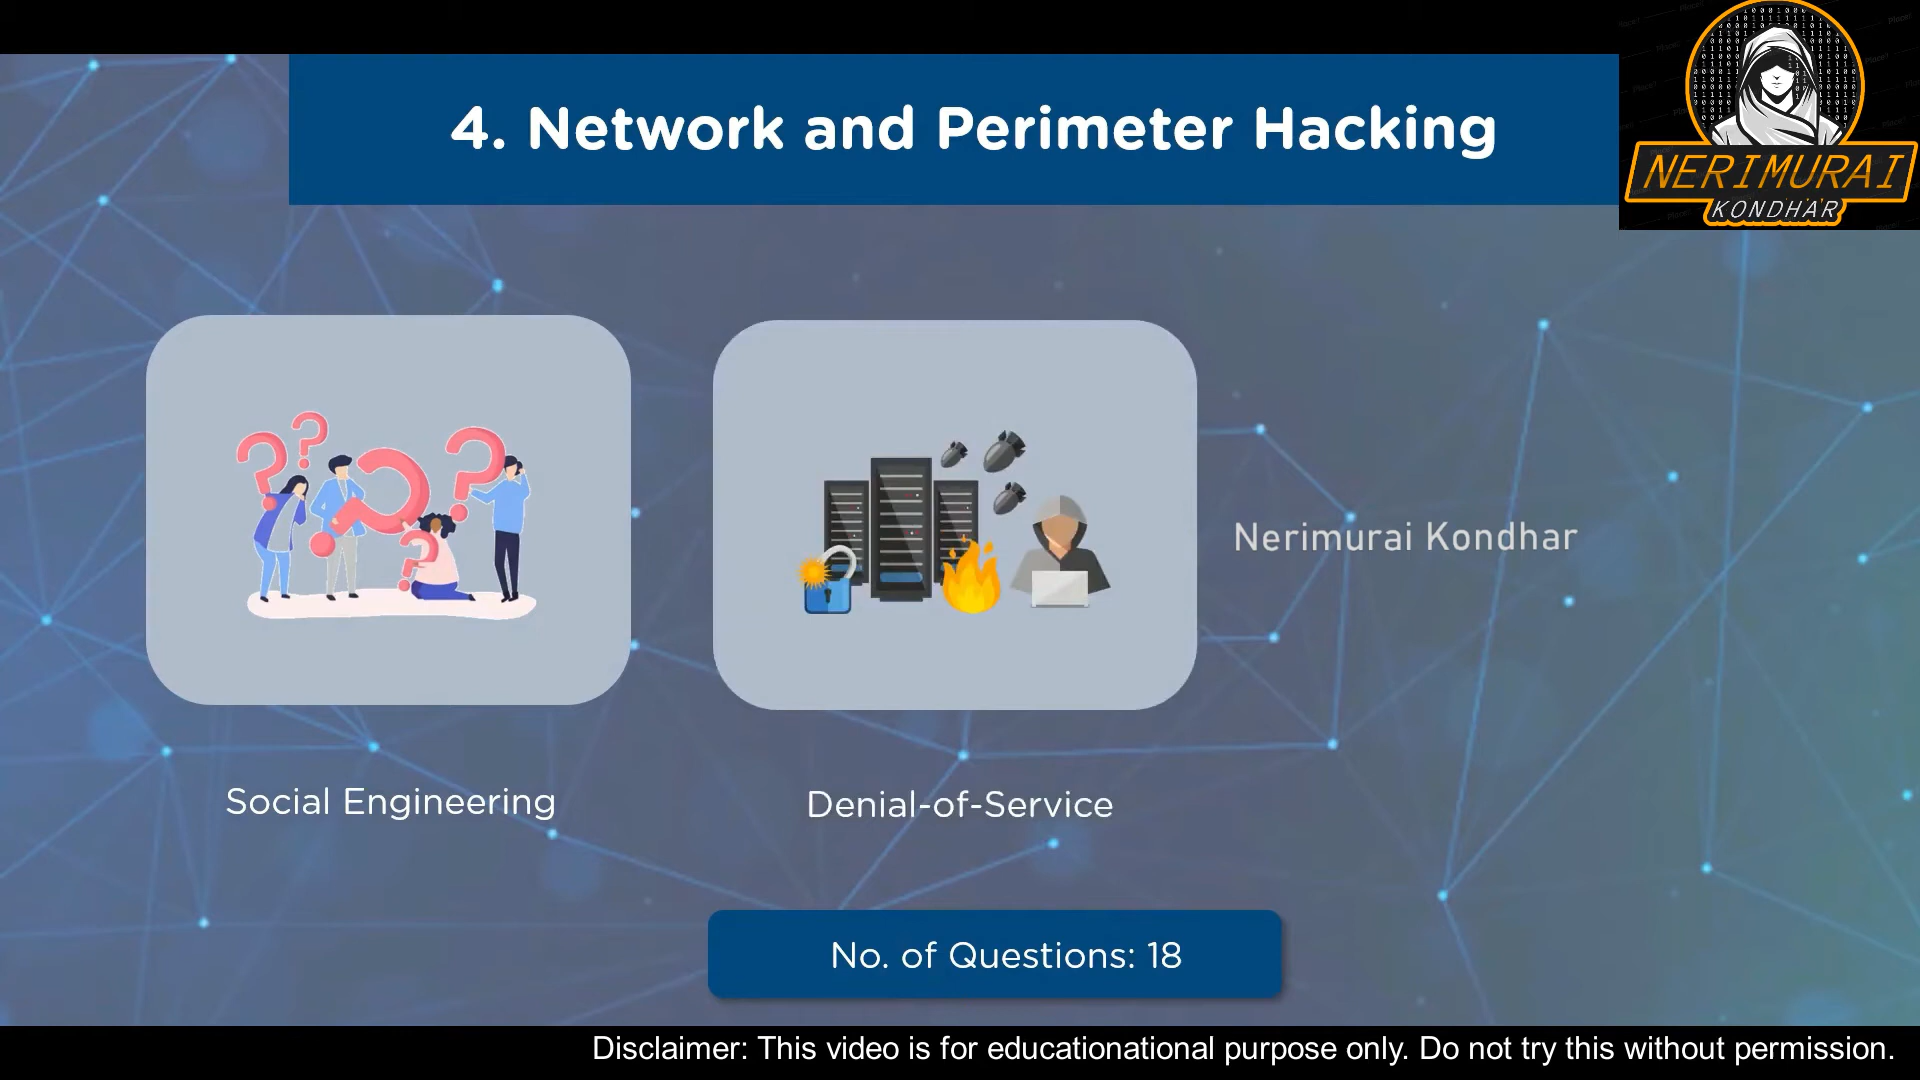 4. Network and Perimeter Hacking
NERIMURAI
KONDHAR
Nerimurai Kondhar
Social Engineering
Denial-of-Service
No. of Questions: 18
Disclaimer: This video is for educationational purpose only. Do not try this without permission.